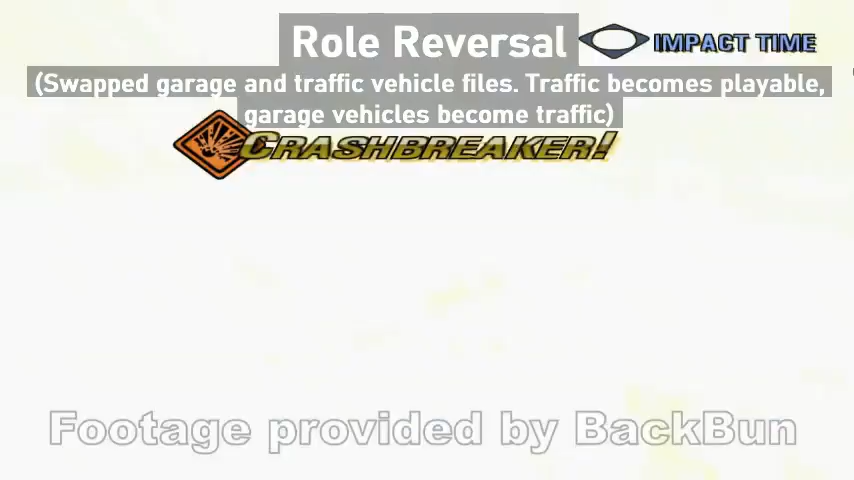 Role Reversal
IMPACT TIME
(Swapped garage and traffic vehicle files. Traffic becomes playable,
garage vehicles become traffic)
CRASHBREAKER!
Footage provided by BackBun